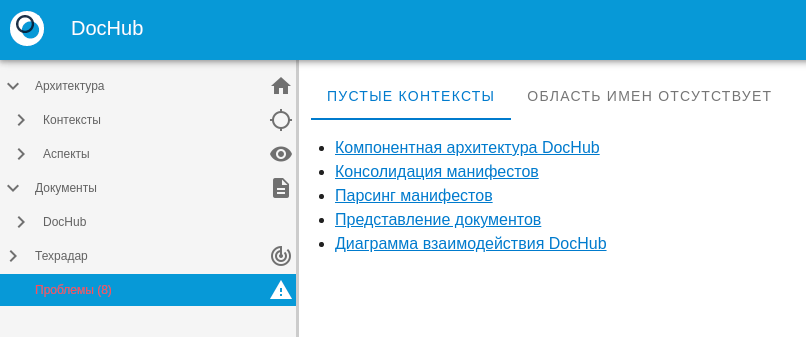 DocHub
Архитектура
Контексты
Аспекты
Документы
DocHub
Техрадар
Проблемы (8)
ПУСТЫЕ КОНТЕКСТЫ
ОБЛАСТЬ ИМЕН ОТСУТСТВУЕТ
Компонентная архитектура DocHub
Консолидация манифестов
Парсинг манифестов
Представление документов
Диаграмма взаимодействия DocHub